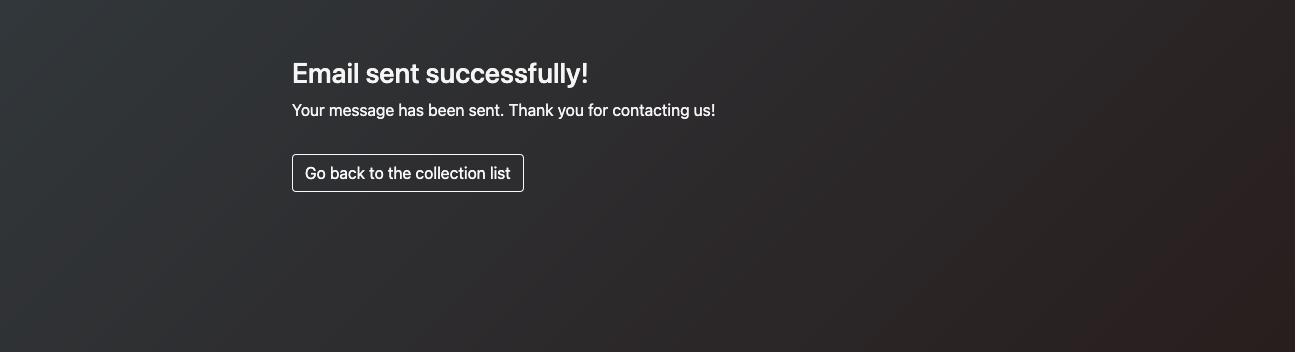 Email sent successfully!
Your message has been sent. Thank you for contacting us!
Go back to the collection list